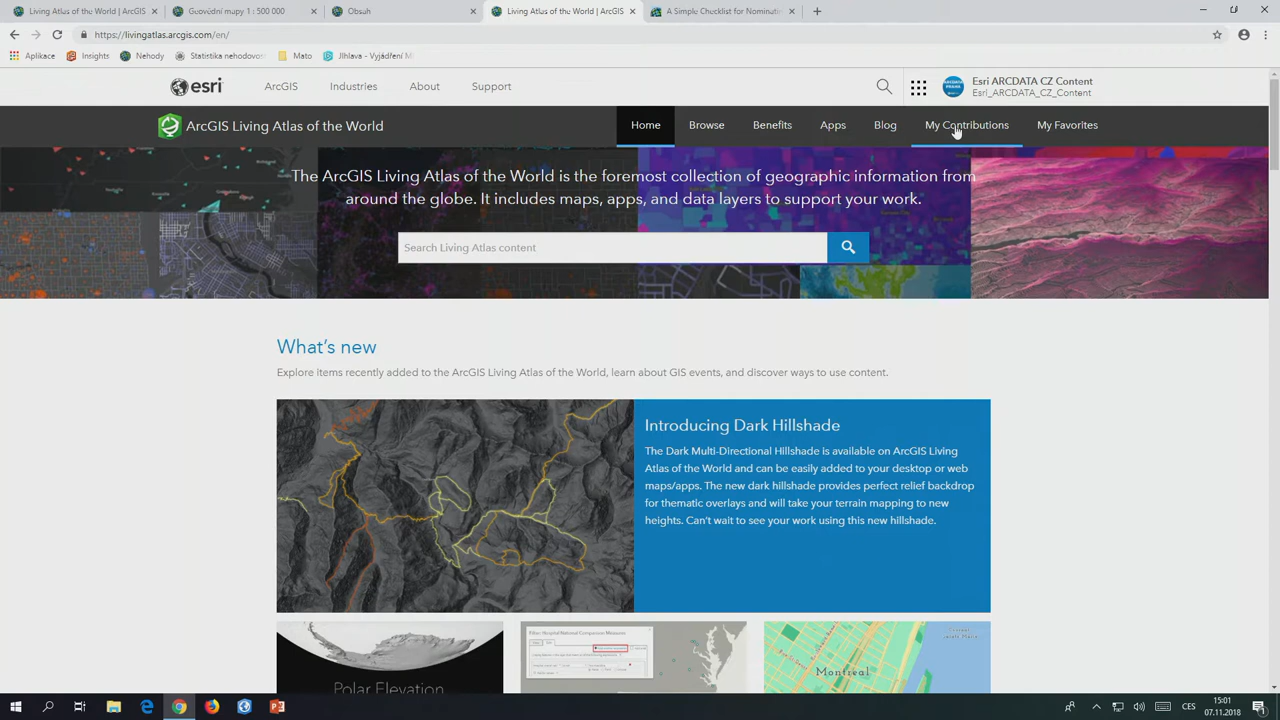 Geovědní mapy 1 : 500 000
Obsah
Living Atlas of the World | ArcGIS
A Simple Checklist for Nominatin
https://livingatlas.arcgis.com/en/
Aplikace
Insights
Nehody
Statistika nehodovost
Mato
Jihlava - Vyjádření M
esri
ArcGIS
Industries
About
Support
Esri ARCDATA CZ Content
Esri_ARCDATA_CZ_Content
ArcGIS Living Atlas of the World
Home
Browse
Benefits
Apps
Blog
My Contributions
My Favorites
The ArcGIS Living Atlas of the World is the foremost collection of geographic information from
around the globe. It includes maps, apps, and data layers to support your work.
Search Living Atlas content
What's new
Explore items recently added to the ArcGIS Living Atlas of the World, learn about GIS events, and discover ways to use content.
Introducing Dark Hillshade
The Dark Multi-Directional Hillshade is available on ArcGIS Living
Atlas of the World and can be easily added to your desktop or web
maps/apps. The new dark hillshade provides perfect relief backdrop
for thematic overlays and will take your terrain mapping to new
heights. Can't wait to see your work using this new hillshade.
Polar Elevation
Filter: Hospital National Comparison Measure
Montreal
CES
15:01
07.11.2018